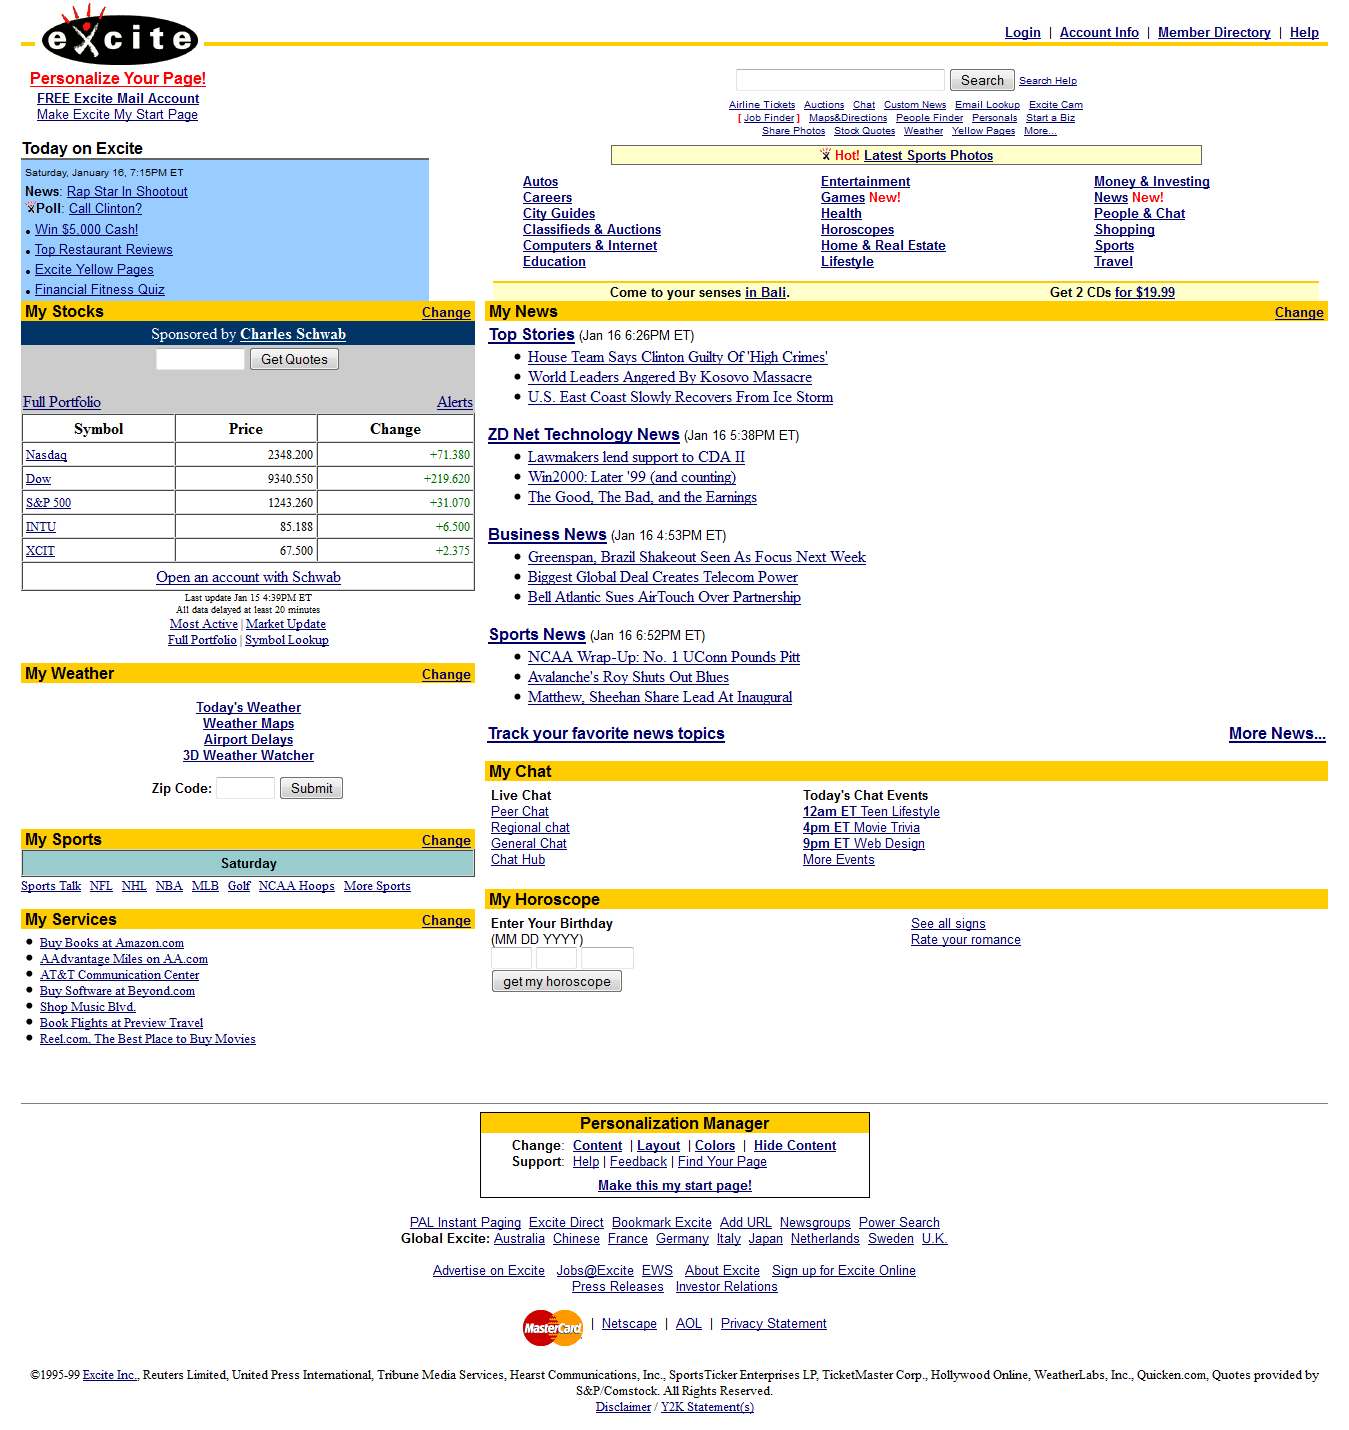 excite
Login | Account Info | Member Directory | Help
Personalize Your Page!
FREE Excite Mail Account
Make Excite My Start Page
Search Search Help
Airline Tickets Auctions Chat Custom News Email Lookup Excite Cam
[ Job Finder ] Maps&Directions People Finder Personals Start a Biz
Share Photos Stock Quotes Weather Yellow Pages More...
Today on Excite
Saturday, January 16, 7:15PM ET
News: Rap Star In Shootout
Poll: Call Clinton?
• Win $5,000 Cash!
• Top Restaurant Reviews
• Excite Yellow Pages
• Financial Fitness Quiz
Hot! Latest Sports Photos
Autos Entertainment Money & Investing
Careers Games New! News New!
City Guides Health People & Chat
Classifieds & Auctions Horoscopes Shopping
Computers & Internet Home & Real Estate Sports
Education Lifestyle Travel
Come to your senses in Bali. Get 2 CDs for $19.99
My Stocks Change
Sponsored by Charles Schwab
Get Quotes
Full Portfolio Alerts
Symbol Price Change
Nasdaq 2348.200 +71.380
Dow 9340.550 +219.620
S&P 500 1243.260 +31.070
INTU 85.188 +6.500
XCIT 67.500 +2.375
Open an account with Schwab
Last update Jan 15 4:39PM ET
All data delayed at least 20 minutes
Most Active | Market Update
Full Portfolio | Symbol Lookup
My Weather Change
Today's Weather
Weather Maps
Airport Delays
3D Weather Watcher
Zip Code: Submit
My Sports Change
Saturday
Sports Talk NFL NHL NBA MLB Golf NCAA Hoops More Sports
My Services Change
• Buy Books at Amazon.com
• AAdvantage Miles on AA.com
• AT&T Communication Center
• Buy Software at Beyond.com
• Shop Music Blvd.
• Book Flights at Preview Travel
• Reel.com, The Best Place to Buy Movies
My News Change
Top Stories (Jan 16 6:26PM ET)
• House Team Says Clinton Guilty Of 'High Crimes'
• World Leaders Angered By Kosovo Massacre
• U.S. East Coast Slowly Recovers From Ice Storm
ZD Net Technology News (Jan 16 5:38PM ET)
• Lawmakers lend support to CDA II
• Win2000: Later '99 (and counting)
• The Good, The Bad, and the Earnings
Business News (Jan 16 4:53PM ET)
• Greenspan, Brazil Shakeout Seen As Focus Next Week
• Biggest Global Deal Creates Telecom Power
• Bell Atlantic Sues AirTouch Over Partnership
Sports News (Jan 16 6:52PM ET)
• NCAA Wrap-Up: No. 1 UConn Pounds Pitt
• Avalanche's Roy Shuts Out Blues
• Matthew, Sheehan Share Lead At Inaugural
Track your favorite news topics More News...
My Chat
Live Chat Today's Chat Events
Peer Chat 12am ET Teen Lifestyle
Regional chat 4pm ET Movie Trivia
General Chat 9pm ET Web Design
Chat Hub More Events
My Horoscope
Enter Your Birthday See all signs
(MM DD YYYY) Rate your romance
get my horoscope
Personalization Manager
Change: Content | Layout | Colors | Hide Content
Support: Help | Feedback | Find Your Page
Make this my start page!
PAL Instant Paging Excite Direct Bookmark Excite Add URL Newsgroups Power Search
Global Excite: Australia Chinese France Germany Italy Japan Netherlands Sweden U.K.
Advertise on Excite Jobs@Excite EWS About Excite Sign up for Excite Online
Press Releases Investor Relations
MasterCard | Netscape | AOL | Privacy Statement
©1995-99 Excite Inc., Reuters Limited, United Press International, Tribune Media Services, Hearst Communications, Inc., SportsTicker Enterprises LP, TicketMaster Corp., Hollywood Online, WeatherLabs, Inc., Quicken.com, Quotes provided by
S&P/Comstock. All Rights Reserved.
Disclaimer / Y2K Statement(s)